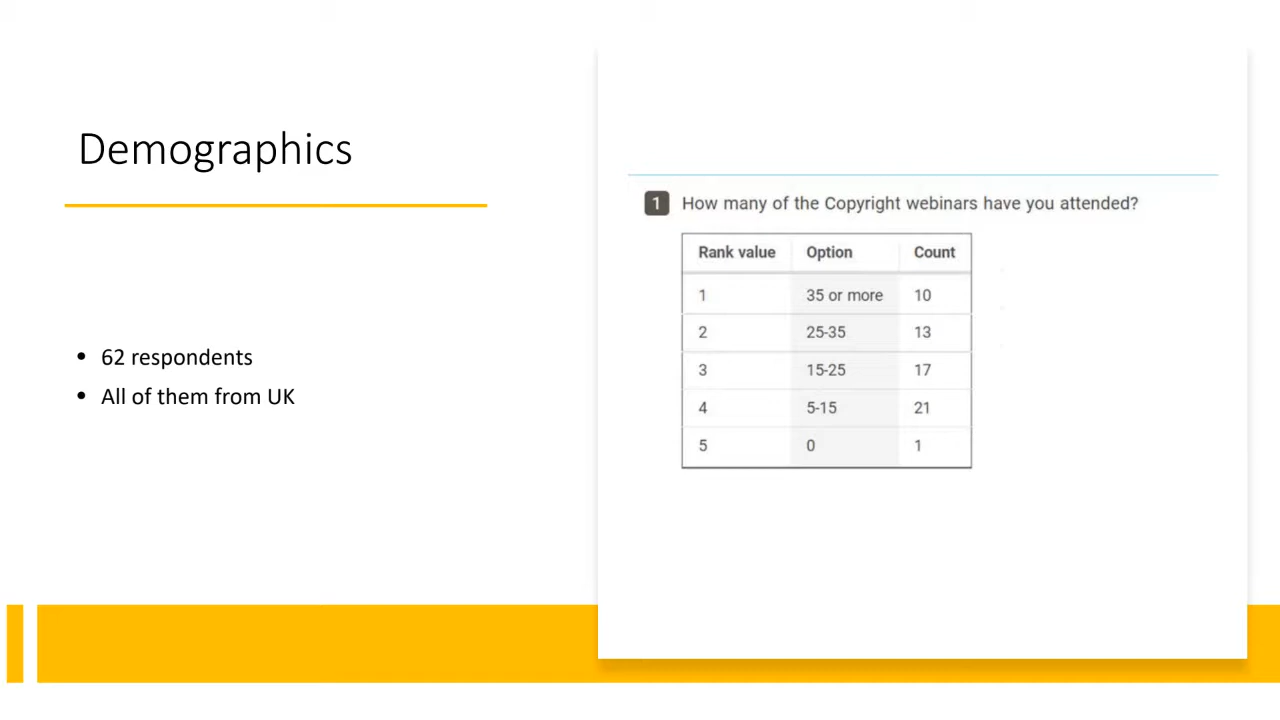 Demographics
• 62 respondents
• All of them from UK
1 How many of the Copyright webinars have you attended?
Rank value Option Count
1 35 or more 10
2 25-35 13
3 15-25 17
4 5-15 21
5 0 1